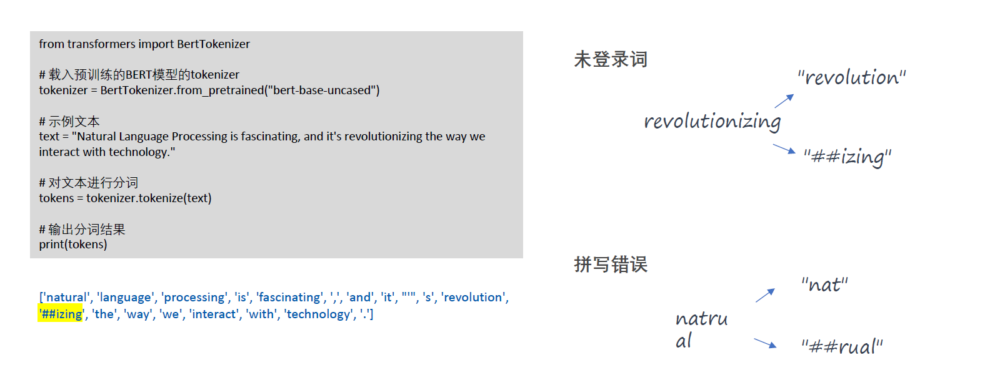 from transformers import BertTokenizer
# 载入预训练的BERT模型的tokenizer
tokenizer = BertTokenizer.from_pretrained("bert-base-uncased")
# 示例文本
text = "Natural Language Processing is fascinating, and it's revolutionizing the way we
interact with technology."
# 对文本进行分词
tokens = tokenizer.tokenize(text)
# 输出分词结果
print(tokens)
['natural', 'language', 'processing', 'is', 'fascinating', ',', 'and', 'it', "'", 's', 'revolution',
'##izing', 'the', 'way', 'we', 'interact', 'with', 'technology', '.']
未登录词
"revolution"
revolutionizing
"##izing"
拼写错误
"nat"
natru
al
"##rual"